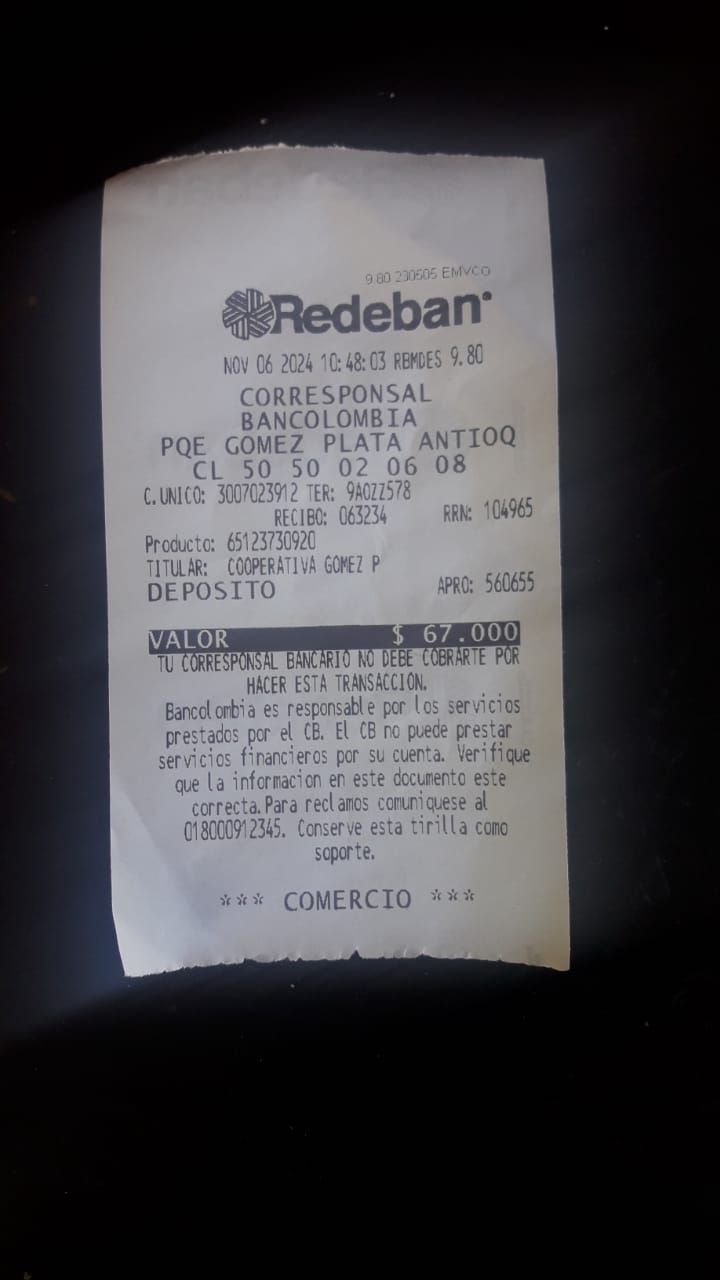 9.80 230505 EMVCO
Redeban
NOV 06 2024 10:48:03 RBMDES 9.80
CORRESPONSAL
BANCOLOMBIA
PQE GOMEZ PLATA ANTIOQ
CL 50 50 02 06 08
C.UNICO: 3007023912 TER: 9AOZZ578
RECIBO: 063234 RRN: 104965
Producto: 65123730920
TITULAR: COOPERATIVA GOMEZ P
DEPOSITO APRO: 560655
VALOR $ 67.000
TU CORRESPONSAL BANCARIO NO DEBE COBRARTE POR
HACER ESTA TRANSACCION.
Bancolombia es responsable por los servicios
prestados por el CB. El CB no puede prestar
servicios financieros por su cuenta. Verifique
que la informacion en este documento este
correcta.Para reclamos comuniquese al
018000912345. Conserve esta tirilla como
soporte.
*** COMERCIO ***